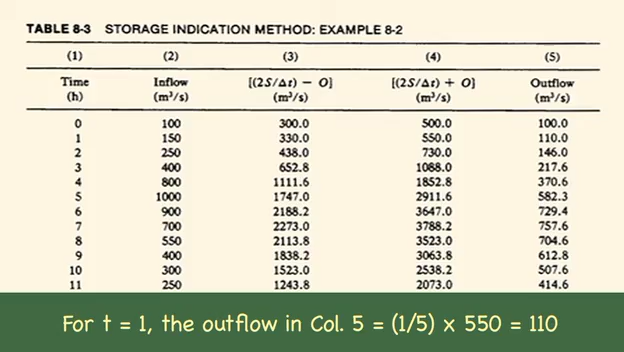 TABLE 8-3 STORAGE INDICATION METHOD: EXAMPLE 8-2
(1) (2) (3) (4) (5)
Time Inflow [(2S/Δt) − O] [(2S/Δt) + O] Outflow
(h) (m³/s) (m³/s) (m³/s) (m³/s)
0 100 300.0 500.0 100.0
1 150 330.0 550.0 110.0
2 250 438.0 730.0 146.0
3 400 652.8 1088.0 217.6
4 800 1111.6 1852.8 370.6
5 1000 1747.0 2911.6 582.3
6 900 2188.2 3647.0 729.4
7 700 2273.0 3788.2 757.6
8 550 2113.8 3523.0 704.6
9 400 1838.2 3063.8 612.8
10 300 1523.0 2538.2 507.6
11 250 1243.8 2073.0 414.6
For t = 1, the outflow in Col. 5 = (1/5) x 550 = 110